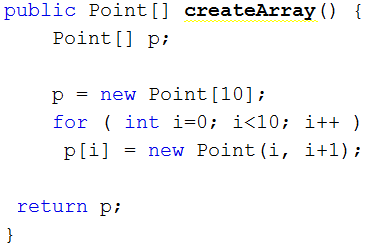 public Point[] createArray() {
Point[] p;
p = new Point[10];
for ( int i=0; i<10; i++ )
p[i] = new Point(i, i+1);
return p;
}